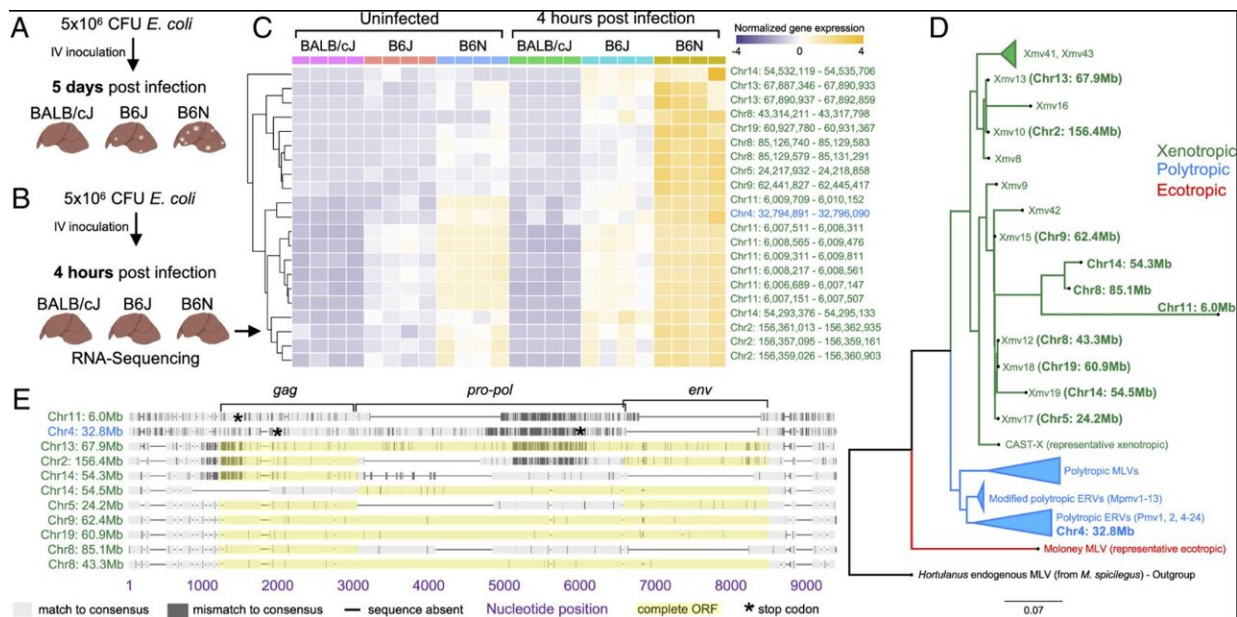 A
5x10⁶ CFU E. coli
IV inoculation
5 days post infection
BALB/cJ B6J B6N
B
5x10⁶ CFU E. coli
IV inoculation
4 hours post infection
BALB/cJ B6J B6N
RNA-Sequencing
C
Uninfected
4 hours post infection
BALB/cJ B6J B6N BALB/cJ B6J B6N
Normalized gene expression
-4 4
Chr14: 54,532,119 - 54,535,706
Chr13: 67,887,346 - 67,890,933
Chr13: 67,890,937 - 67,892,859
Chr8: 43,314,211 - 43,317,798
Chr19: 60,927,780 - 60,931,367
Chr8: 85,126,740 - 85,129,583
Chr8: 85,129,579 - 85,131,291
Chr5: 24,217,932 - 24,218,858
Chr9: 62,441,827 - 62,445,417
Chr11: 6,009,709 - 6,010,152
Chr4: 32,794,891 - 32,796,090
Chr11: 6,007,511 - 6,008,311
Chr11: 6,008,565 - 6,009,476
Chr11: 6,009,311 - 6,009,811
Chr11: 6,008,217 - 6,008,561
Chr11: 6,006,689 - 6,007,147
Chr11: 6,007,151 - 6,007,507
Chr14: 54,293,376 - 54,295,133
Chr2: 156,361,013 - 156,362,935
Chr2: 156,357,095 - 156,359,161
Chr2: 156,359,026 - 156,360,903
D
Xmv41, Xmv43
Xmv13 (Chr13: 67.9Mb)
Xmv16
Xmv10 (Chr2: 156.4Mb)
Xmv8
Xenotropic
Polytropic
Ecotropic
Xmv9
Xmv42
Xmv15 (Chr9: 62.4Mb)
Chr14: 54.3Mb
Chr8: 85.1Mb
Chr11: 6.0Mb
Xmv12 (Chr8: 43.3Mb)
Xmv18 (Chr19: 60.9Mb)
Xmv19 (Chr14: 54.5Mb)
Xmv17 (Chr5: 24.2Mb)
CAST-X (representative xenotropic)
Polytropic MLVs
Modified polytropic ERVs (Mpmv1-13)
Polytropic ERVs (Pmv1, 2, 4-24)
Chr4: 32.8Mb
Moloney MLV (representative ecotropic)
Hortulanus endogenous MLV (from M. spicilegus) - Outgroup
0.07
E
gag pro-pol env
Chr11: 6.0Mb *
Chr4: 32.8Mb * *
Chr13: 67.9Mb
Chr2: 156.4Mb
Chr14: 54.3Mb
Chr14: 54.5Mb
Chr5: 24.2Mb
Chr9: 62.4Mb
Chr19: 60.9Mb
Chr8: 85.1Mb
Chr8: 43.3Mb
1 1000 2000 3000 4000 5000 6000 7000 8000 9000
match to consensus mismatch to consensus sequence absent Nucleotide position complete ORF * stop codon